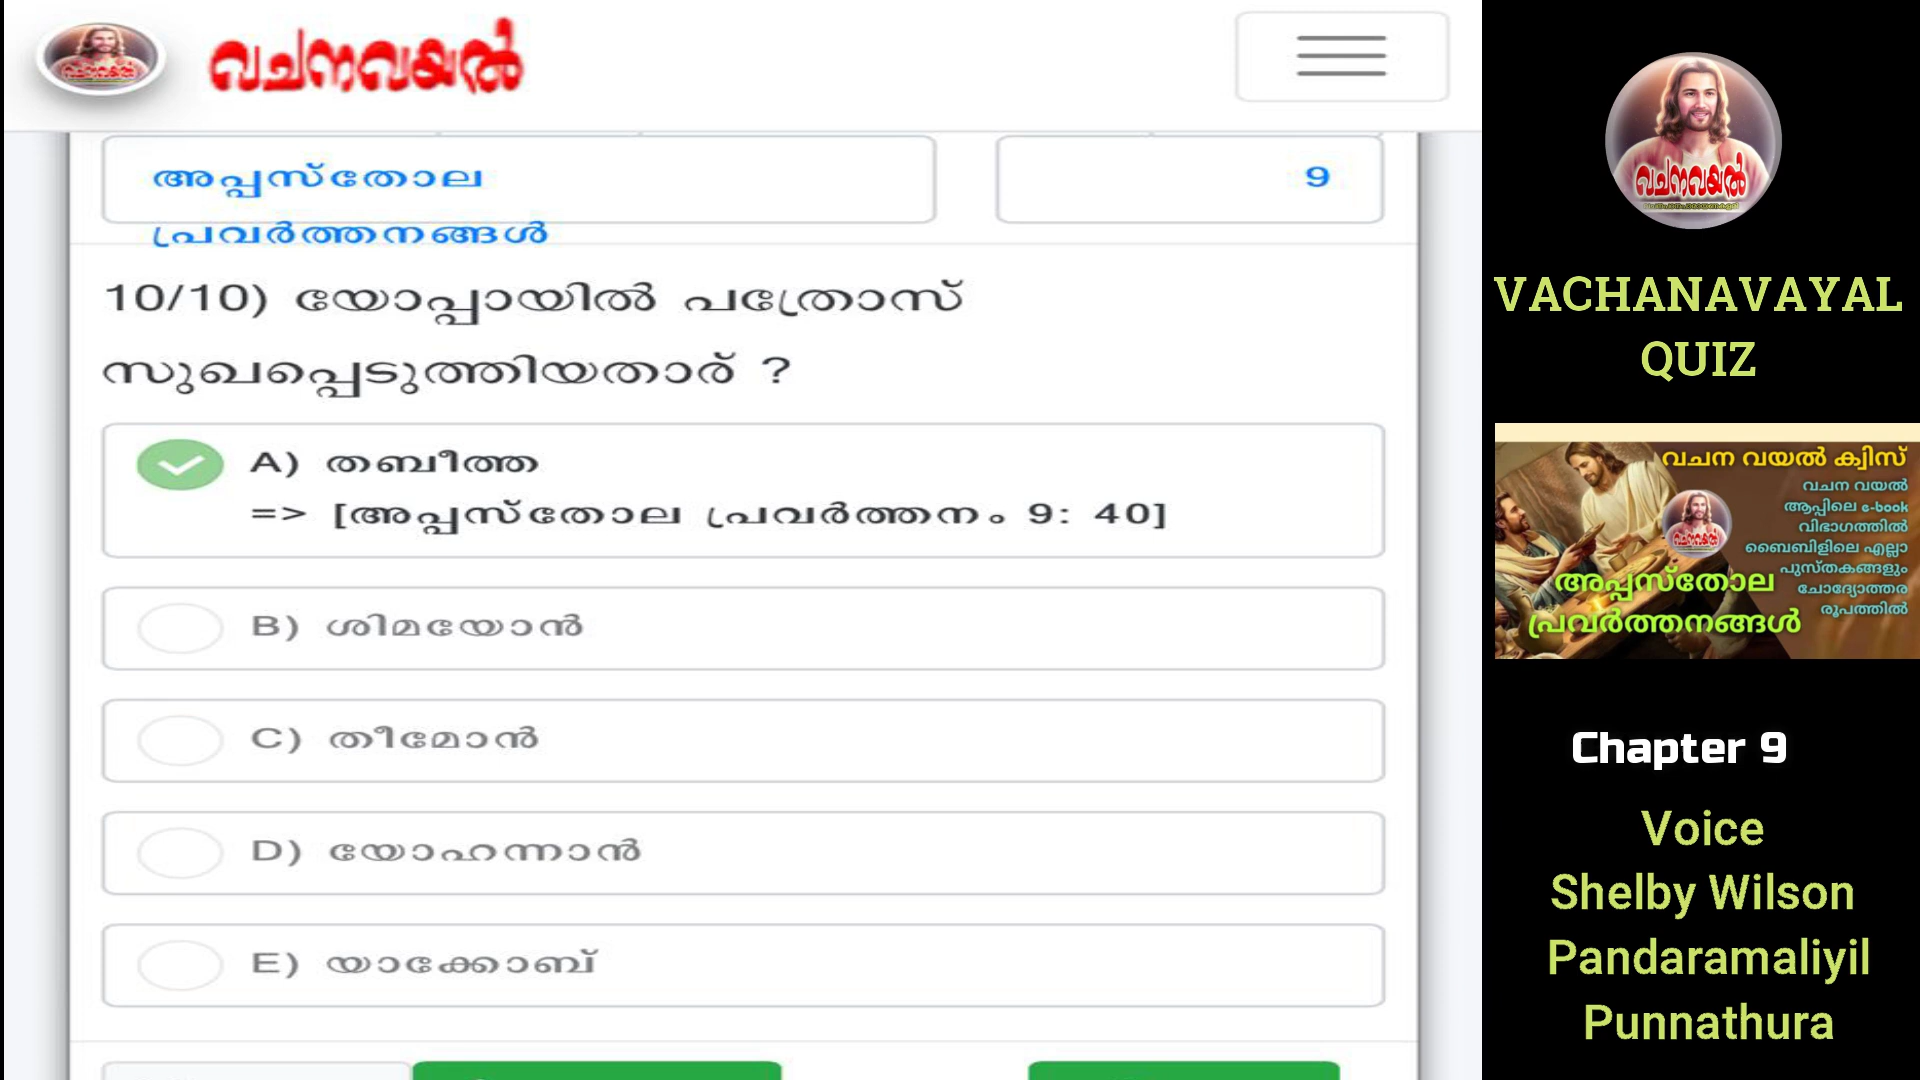 വചനവയൽ
അപ്പസ്തോല
പ്രവർത്തനങ്ങൾ
9
10/10) യോപ്പായിൽ പത്രോസ്
സുഖപ്പെടുത്തിയതാര് ?
A) തബീത്ത
=> [അപ്പസ്തോല പ്രവർത്തനം 9: 40]
B) ശിമയോൻ
C) തീമോൻ
D) യോഹന്നാൻ
E) യാക്കോബ്
വചനവയൽ
VACHANAVAYAL
QUIZ
വചന വയൽ ക്വിസ്
വചന വയൽ
ആപ്പിലെ e-book
വിഭാഗത്തിൽ
ബൈബിളിലെ എല്ലാ
പുസ്തകങ്ങളും
ചോദ്യോത്തര
രൂപത്തിൽ
വചനവയൽ
അപ്പസ്തോല
പ്രവർത്തനങ്ങൾ
Chapter 9
Voice
Shelby Wilson
Pandaramaliyil
Punnathura